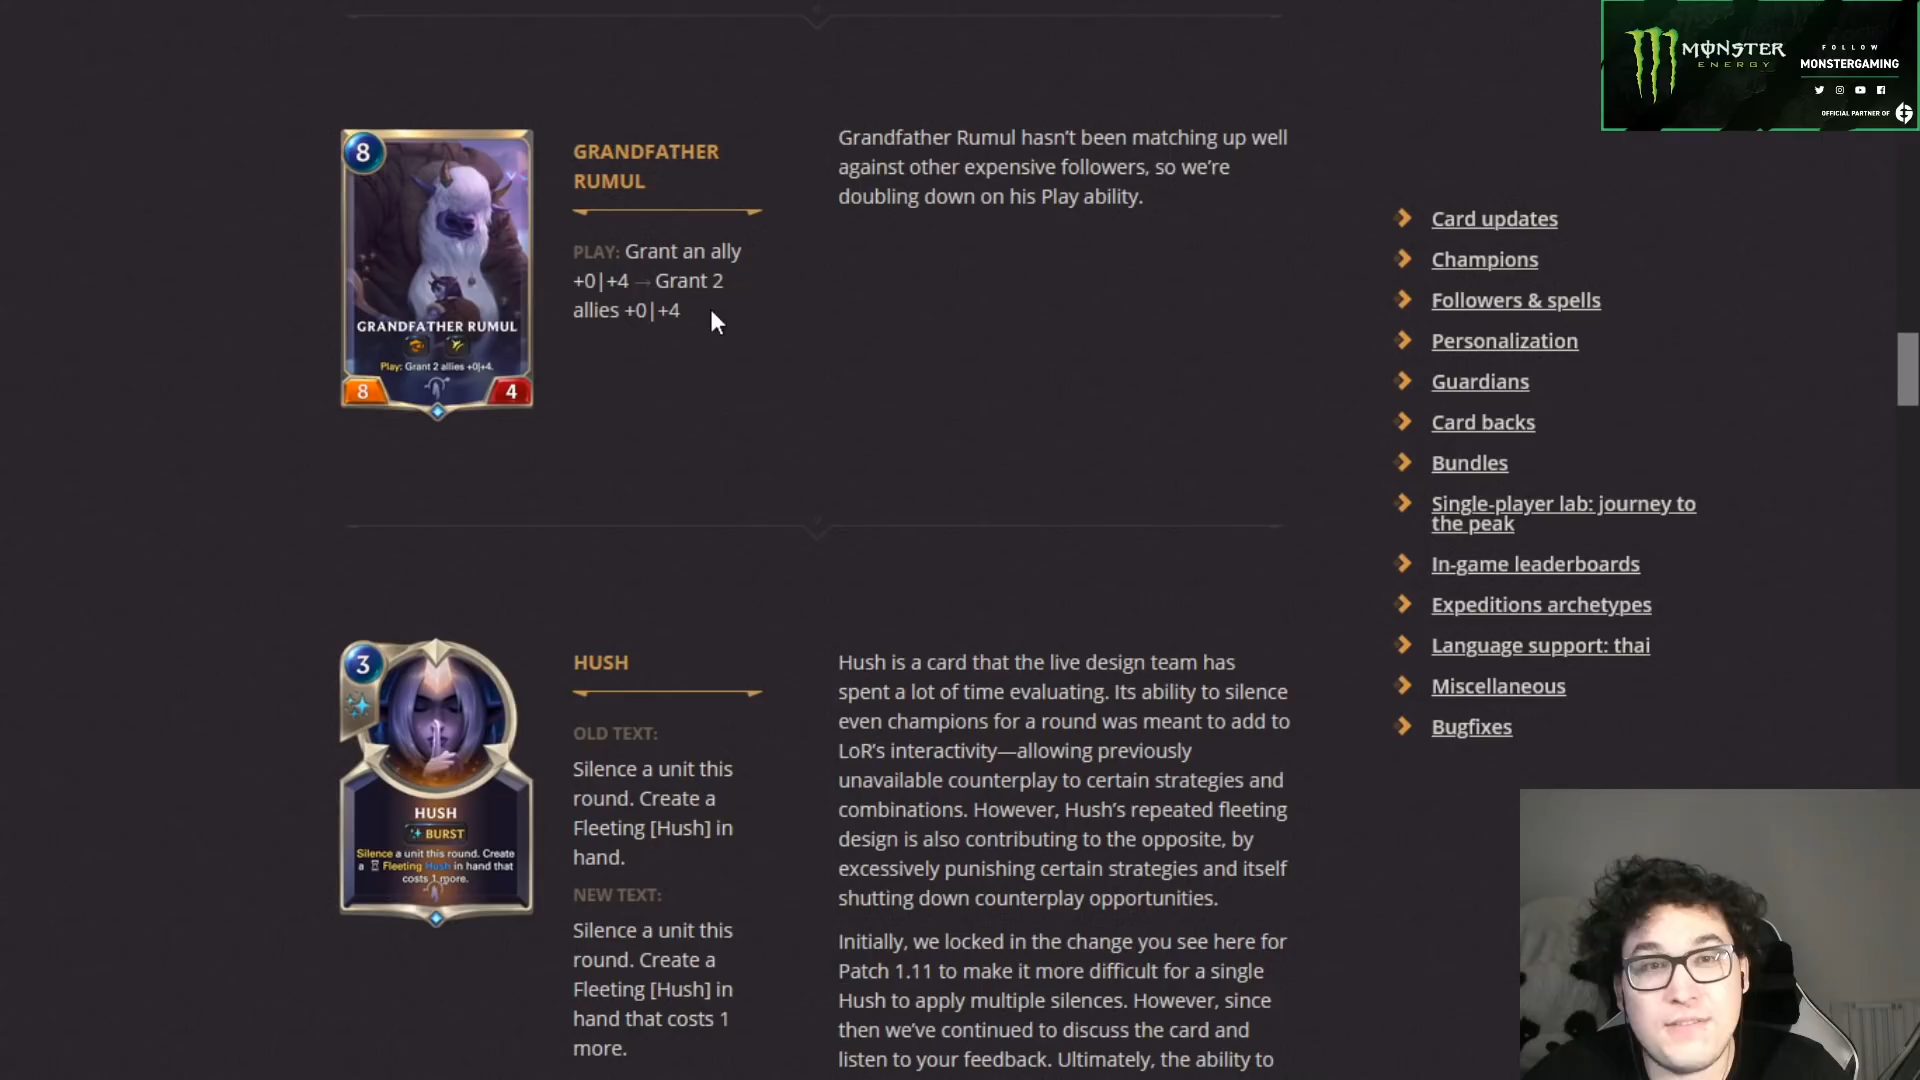 MONSTER
ENERGY
FOLLOW
MONSTERGAMING
OFFICIAL PARTNER OF
8
GRANDFATHER RUMUL
Play: Grant 2 allies +0|+4.
8
4
GRANDFATHER
RUMUL
PLAY: Grant an ally
+0|+4 → Grant 2
allies +0|+4
Grandfather Rumul hasn't been matching up well
against other expensive followers, so we're
doubling down on his Play ability.
3
HUSH
BURST
Silence a unit this round. Create
a Fleeting Hush in hand that
costs 1 more.
HUSH
OLD TEXT:
Silence a unit this
round. Create a
Fleeting [Hush] in
hand.
NEW TEXT:
Silence a unit this
round. Create a
Fleeting [Hush] in
hand that costs 1
more.
Hush is a card that the live design team has
spent a lot of time evaluating. Its ability to silence
even champions for a round was meant to add to
LoR's interactivity—allowing previously
unavailable counterplay to certain strategies and
combinations. However, Hush's repeated fleeting
design is also contributing to the opposite, by
excessively punishing certain strategies and itself
shutting down counterplay opportunities.
Initially, we locked in the change you see here for
Patch 1.11 to make it more difficult for a single
Hush to apply multiple silences. However, since
then we've continued to discuss the card and
listen to your feedback. Ultimately, the ability to
Card updates
Champions
Followers & spells
Personalization
Guardians
Card backs
Bundles
Single-player lab: journey to
the peak
In-game leaderboards
Expeditions archetypes
Language support: thai
Miscellaneous
Bugfixes